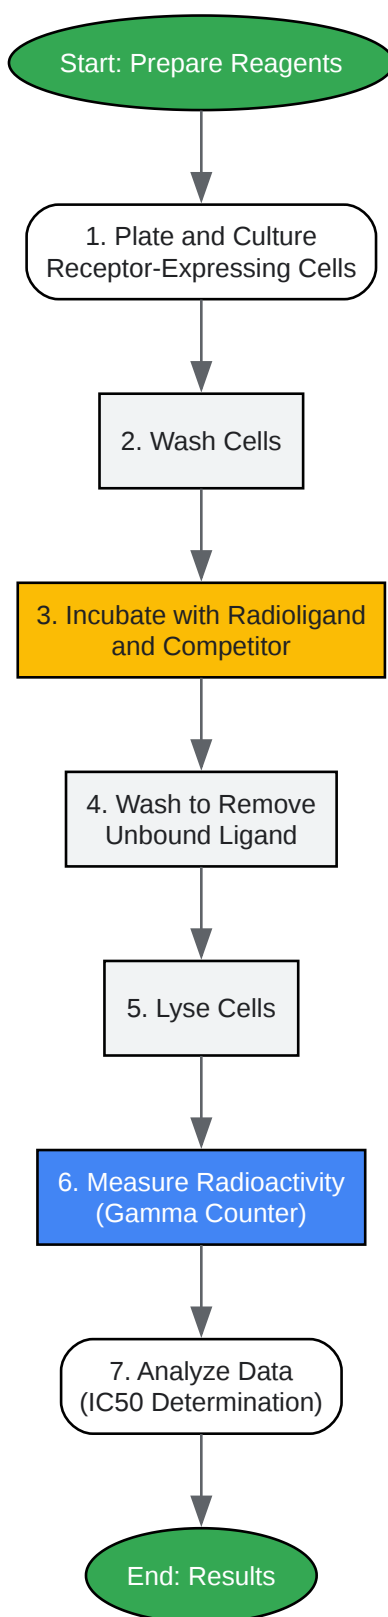 Start: Prepare Reagents
1. Plate and Culture
Receptor-Expressing Cells
2. Wash Cells
3. Incubate with Radioligand
and Competitor
4. Wash to Remove
Unbound Ligand
5. Lyse Cells
6. Measure Radioactivity
(Gamma Counter)
7. Analyze Data
(IC50 Determination)
End: Results